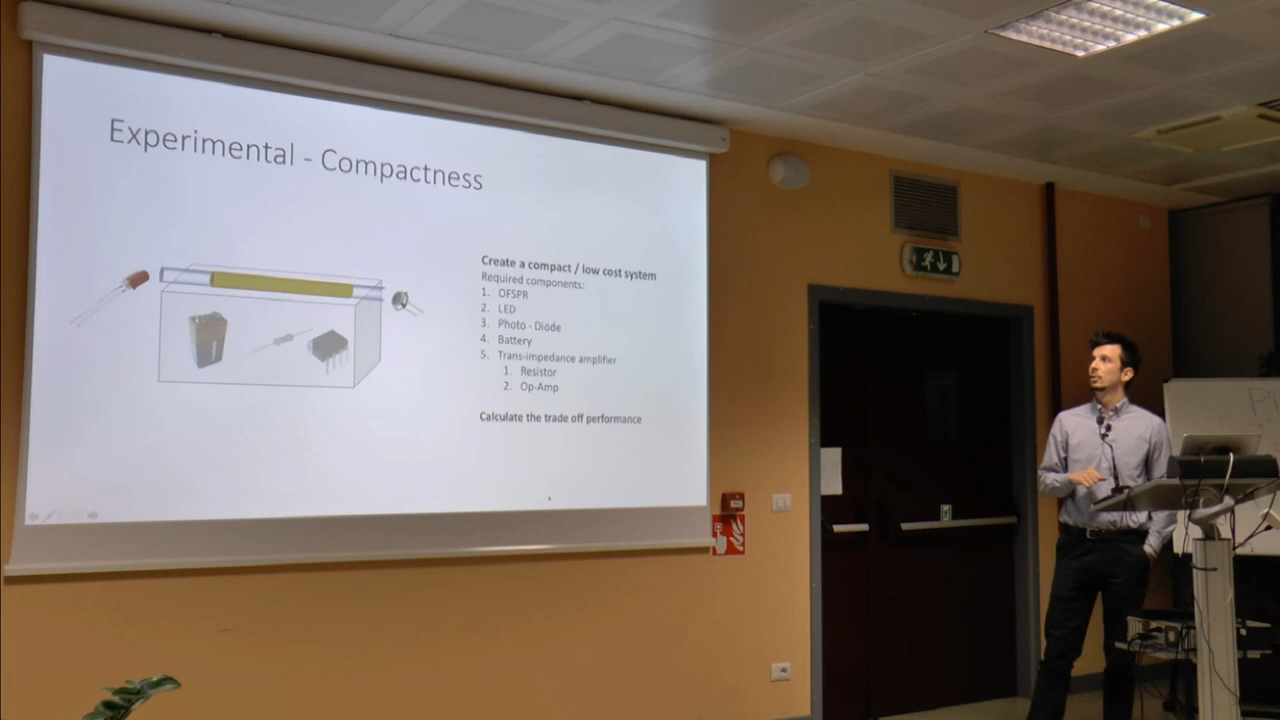 Experimental - Compactness
Create a compact / low cost system
Required components:
1. OFSPR
2. LED
3. Photo - Diode
4. Battery
5. Trans-impedance amplifier
1. Resistor
2. Op-Amp
Calculate the trade off performance